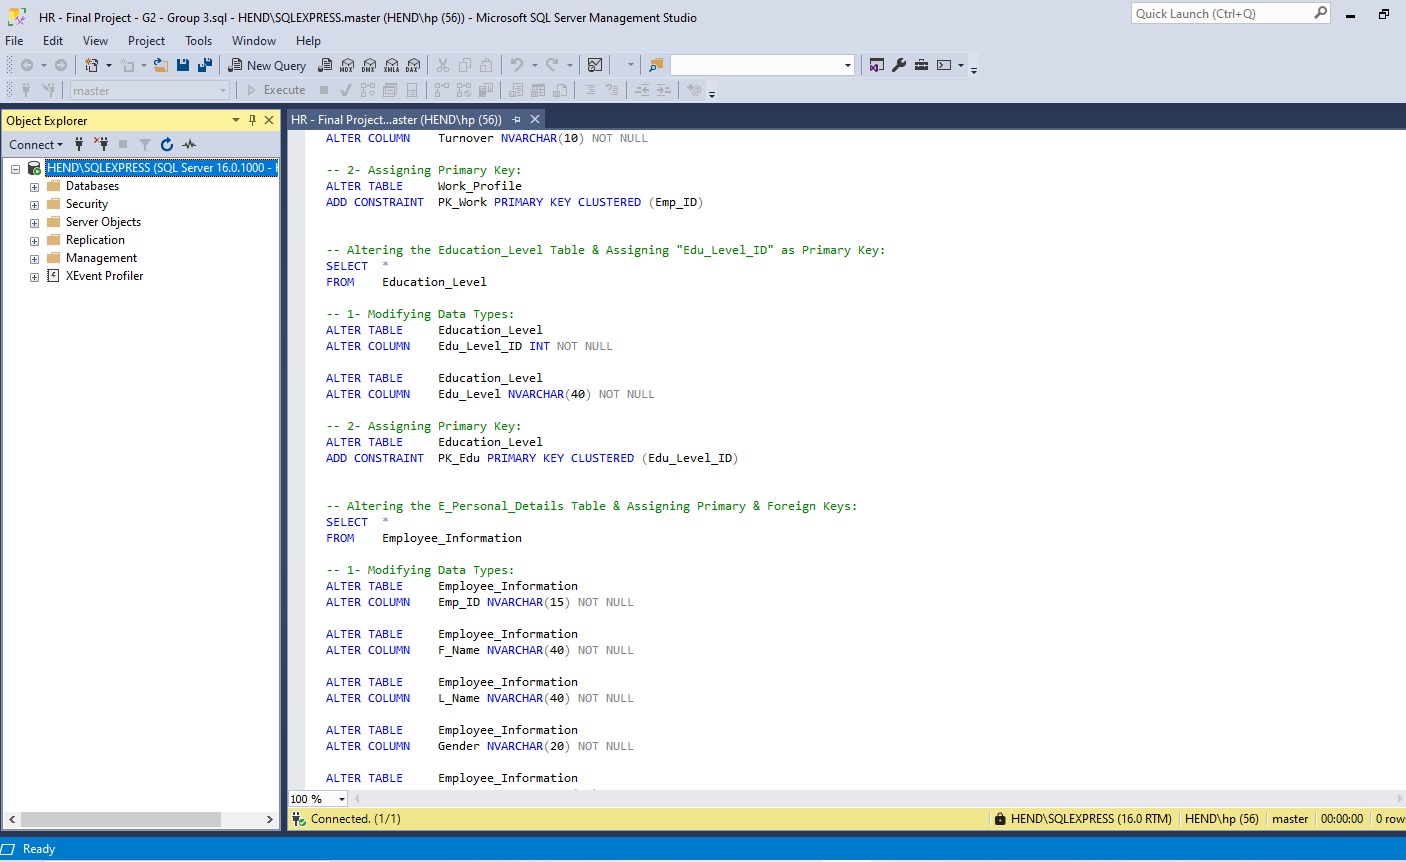 HR - Final Project - G2 - Group 3.sql - HEND\SQLEXPRESS.master (HEND\hp (56)) - Microsoft SQL Server Management Studio
Quick Launch (Ctrl+Q)
File Edit View Project Tools Window Help
New Query MDX DMX XMLA DAX
master Execute
Object Explorer
HR - Final Project...aster (HEND\hp (56))
Connect
HEND\SQLEXPRESS (SQL Server 16.0.1000 - H
Databases
Security
Server Objects
Replication
Management
XEvent Profiler
ALTER COLUMN Turnover NVARCHAR(10) NOT NULL
-- 2- Assigning Primary Key:
ALTER TABLE Work_Profile
ADD CONSTRAINT PK_Work PRIMARY KEY CLUSTERED (Emp_ID)
-- Altering the Education_Level Table & Assigning "Edu_Level_ID" as Primary Key:
SELECT *
FROM Education_Level
-- 1- Modifying Data Types:
ALTER TABLE Education_Level
ALTER COLUMN Edu_Level_ID INT NOT NULL
ALTER TABLE Education_Level
ALTER COLUMN Edu_Level NVARCHAR(40) NOT NULL
-- 2- Assigning Primary Key:
ALTER TABLE Education_Level
ADD CONSTRAINT PK_Edu PRIMARY KEY CLUSTERED (Edu_Level_ID)
-- Altering the E_Personal_Details Table & Assigning Primary & Foreign Keys:
SELECT *
FROM Employee_Information
-- 1- Modifying Data Types:
ALTER TABLE Employee_Information
ALTER COLUMN Emp_ID NVARCHAR(15) NOT NULL
ALTER TABLE Employee_Information
ALTER COLUMN F_Name NVARCHAR(40) NOT NULL
ALTER TABLE Employee_Information
ALTER COLUMN L_Name NVARCHAR(40) NOT NULL
ALTER TABLE Employee_Information
ALTER COLUMN Gender NVARCHAR(20) NOT NULL
ALTER TABLE Employee_Information
100 %
Connected. (1/1) HEND\SQLEXPRESS (16.0 RTM) HEND\hp (56) master 00:00:00 0 row
Ready